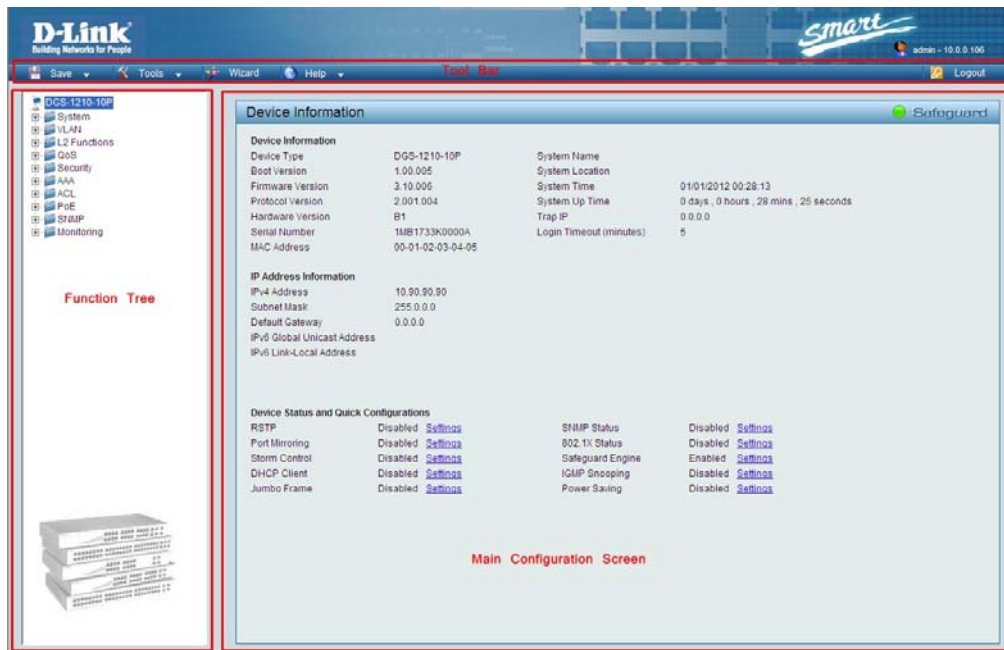 D-Link
Building Networks for People
smart
admin - 10.0.0.106
Save Tools Wizard Help Tool Bar Logout
DGS-1210-10P
System
VLAN
L2 Functions
QoS
Security
AAA
ACL
PoE
SNMP
Monitoring
Function Tree
Device Information Safeguard
Device Information
Device Type DGS-1210-10P System Name
Boot Version 1.00.005 System Location
Firmware Version 3.10.006 System Time 01/01/2012 00:28:13
Protocol Version 2.001.004 System Up Time 0 days , 0 hours , 28 mins , 25 seconds
Hardware Version B1 Trap IP 0.0.0.0
Serial Number 1MB1733K0000A Login Timeout (minutes) 5
MAC Address 00-01-02-03-04-05
IP Address Information
IPv4 Address 10.90.90.90
Subnet Mask 255.0.0.0
Default Gateway 0.0.0.0
IPv6 Global Unicast Address
IPv6 Link-Local Address
Device Status and Quick Configurations
RSTP Disabled Settings SNMP Status Disabled Settings
Port Mirroring Disabled Settings 802.1X Status Disabled Settings
Storm Control Disabled Settings Safeguard Engine Enabled Settings
DHCP Client Disabled Settings IGMP Snooping Disabled Settings
Jumbo Frame Disabled Settings Power Saving Disabled Settings
Main Configuration Screen